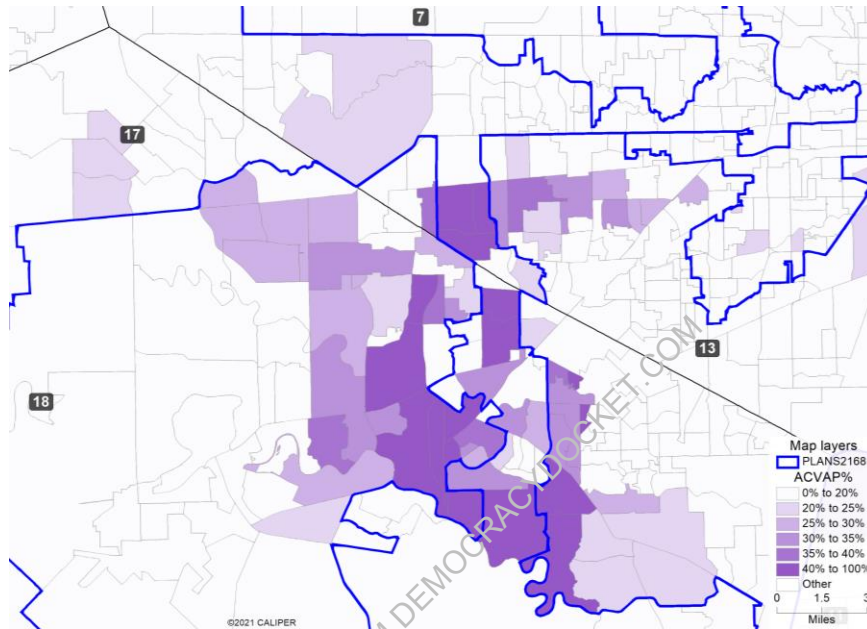 7
17
18
13
M DEMOCRACYDOCKET.COM
Map layers
PLANS2168
ACVAP%
0% to 20%
20% to 25%
25% to 30%
30% to 35%
35% to 40%
40% to 100%
Other
0 1.5 3
Miles
©2021 CALIPER